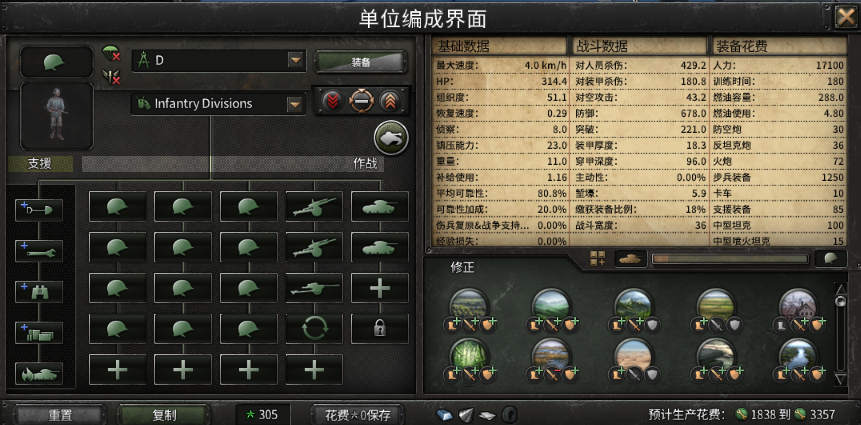 单位编成界面
D
装备
Infantry Divisions
支援
作战
基础数据
最大速度: 4.0 km/h
HP: 314.4
组织度: 51.1
恢复速度: 0.29
侦察: 8.0
镇压能力: 23.0
重量: 11.0
补给使用: 1.16
平均可靠性: 80.8%
可靠性加成: 20.0%
伤兵复原&战争支持... 0.00%
经验损失: 0.00%
战斗数据
对人员杀伤: 429.2
对装甲杀伤: 180.8
对空攻击: 43.2
防御: 678.0
突破: 221.0
装甲厚度: 18.3
穿甲深度: 96.0
主动性: 0.00%
堑壕: 5.9
缴获装备比例: 18%
战斗宽度: 36
装备花费
人力: 17100
训练时间: 180
燃油容量: 288.0
燃油使用: 4.80
防空炮 30
反坦克炮 36
火炮 72
步兵装备 1250
卡车 10
支援装备 85
中型坦克 100
中型喷火坦克 15
修正
重置
复制
305
花费 0保存
预计生产花费: 1838 到 3357